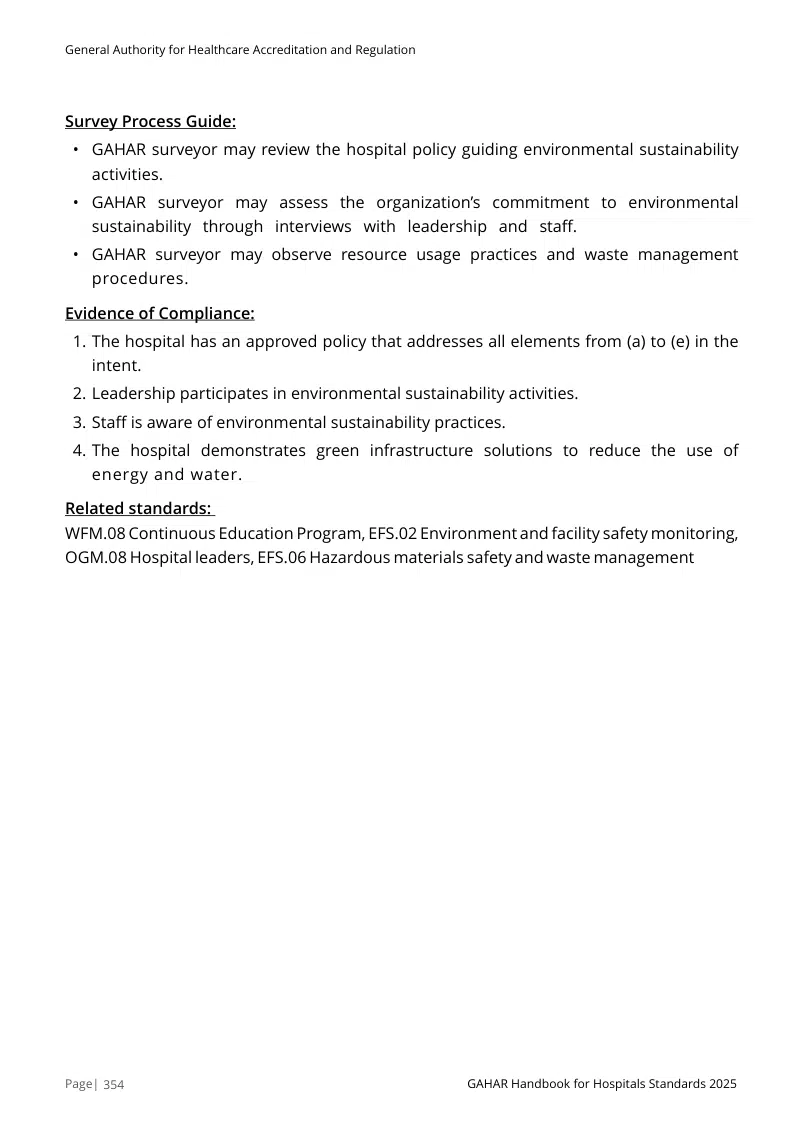 General Authority for Healthcare Accreditation and Regulation
Survey Process Guide:
• GAHAR surveyor may review the hospital policy guiding environmental sustainability
activities.
• GAHAR surveyor may assess the organization’s commitment to environmental
sustainability through interviews with leadership and staff.
• GAHAR surveyor may observe resource usage practices and waste management
procedures.
Evidence of Compliance:
1. The hospital has an approved policy that addresses all elements from (a) to (e) in the
intent.
2. Leadership participates in environmental sustainability activities.
3. Staff is aware of environmental sustainability practices.
4. The hospital demonstrates green infrastructure solutions to reduce the use of
energy and water.
Related standards:
WFM.08 Continuous Education Program, EFS.02 Environment and facility safety monitoring,
OGM.08 Hospital leaders, EFS.06 Hazardous materials safety and waste management
Page| 354 GAHAR Handbook for Hospitals Standards 2025